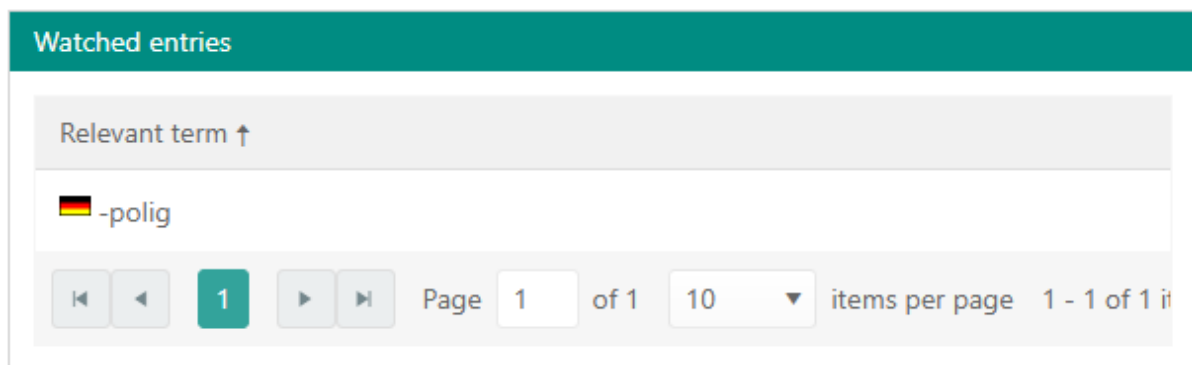 Watched entries
Relevant term ↑
-polig
1 Page 1 of 1 10 items per page 1 - 1 of 1